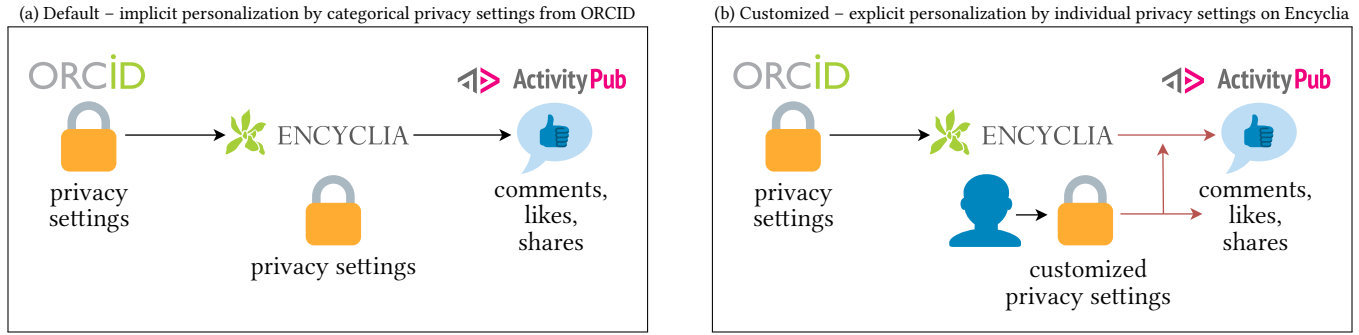 (a) Default – implicit personalization by categorical privacy settings from ORCID
ORCiD
ActivityPub
ENCYCLIA
privacy
settings
comments,
likes,
shares
privacy settings
(b) Customized – explicit personalization by individual privacy settings on Encyclia
ORCiD
ActivityPub
ENCYCLIA
privacy
settings
comments,
likes,
shares
customized
privacy settings